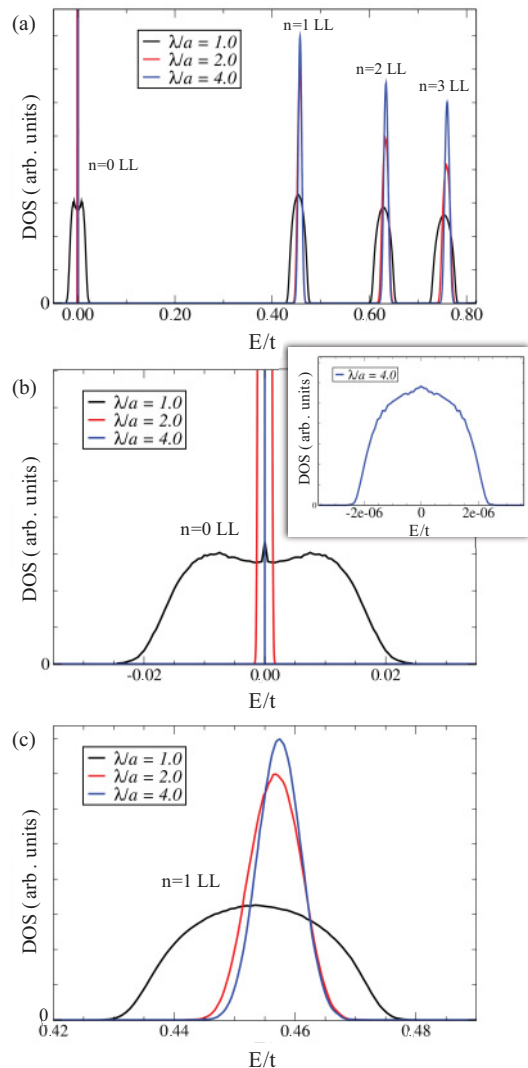 (a)
λ/a = 1.0
λ/a = 2.0
λ/a = 4.0
n=1 LL
n=2 LL
n=3 LL
n=0 LL
DOS ( arb. units)
0
0.00 0.20 0.40 0.60 0.80
E/t
(b)
λ/a = 1.0
λ/a = 2.0
λ/a = 4.0
n=0 LL
DOS ( arb. units)
0
-0.02 0.00 0.02
E/t
λ/a = 4.0
DOS ( arb. units)
0
-2e-06 0 2e-06
E/t
(c)
λ/a = 1.0
λ/a = 2.0
λ/a = 4.0
n=1 LL
DOS ( arb. units)
0
0.42 0.44 0.46 0.48
E/t